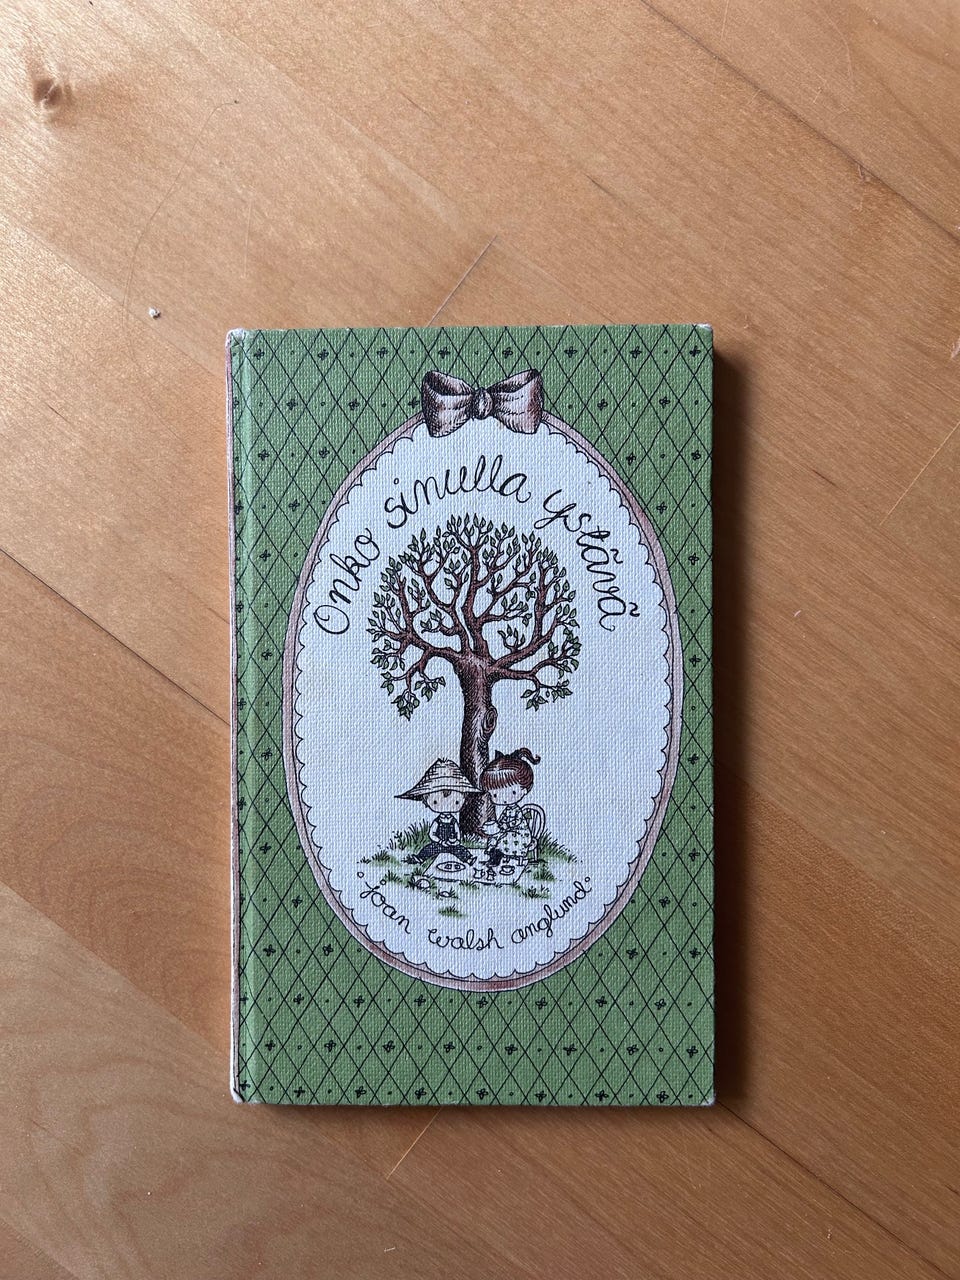 Onko sinulla ystävä
·joan walsh anglund·